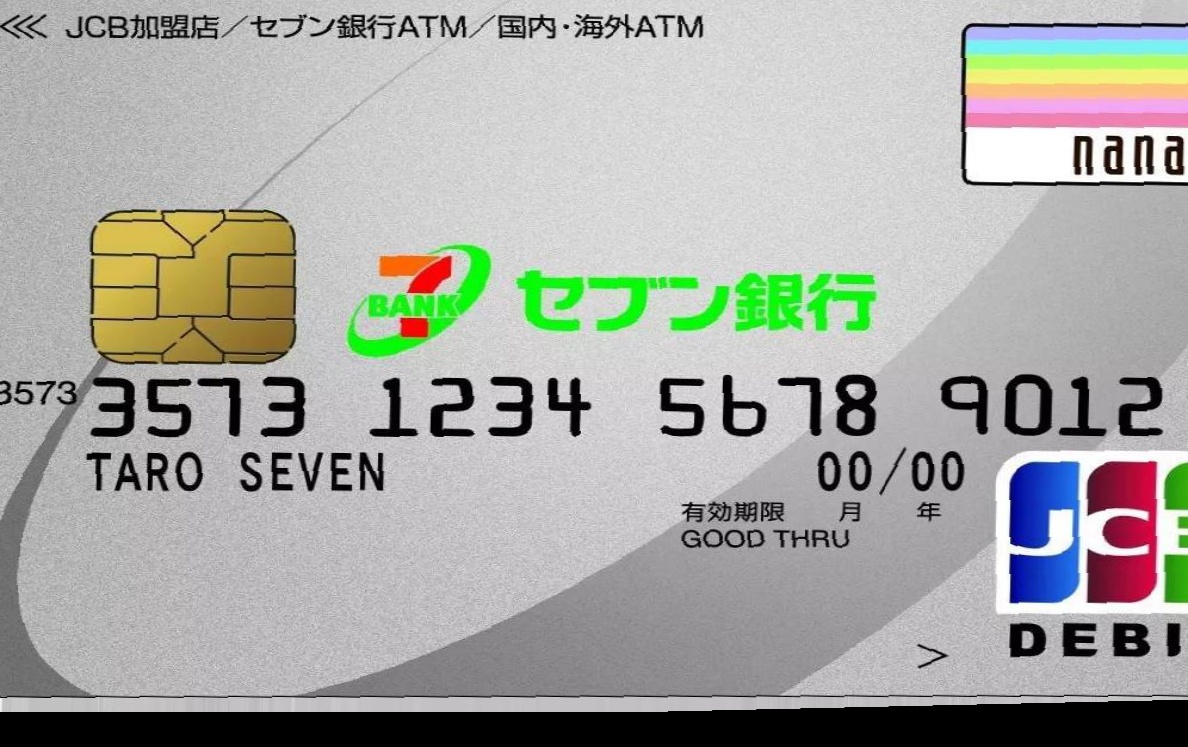 <<< JCB加盟店／セブン銀行ATM／国内・海外ATM
nana
BANK セブン銀行
3573 3573 1234 5678 9012
TARO SEVEN 00/00
有効期限 月 年
GOOD THRU
JCB
>
DEBI